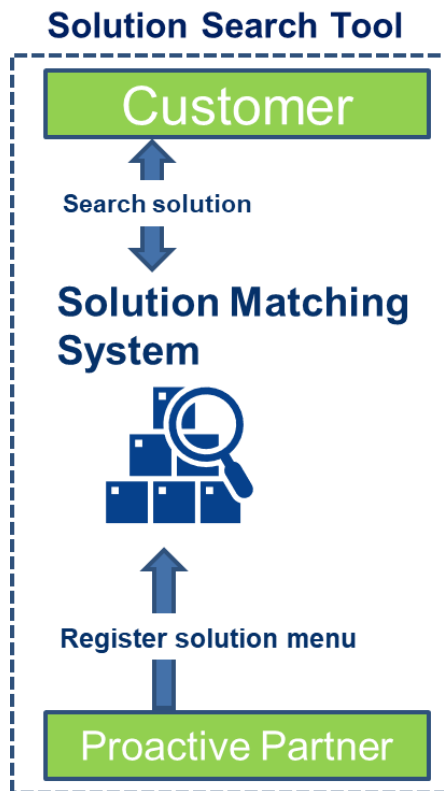 Solution Search Tool
Customer
Search solution
Solution Matching
System
Register solution menu
Proactive Partner